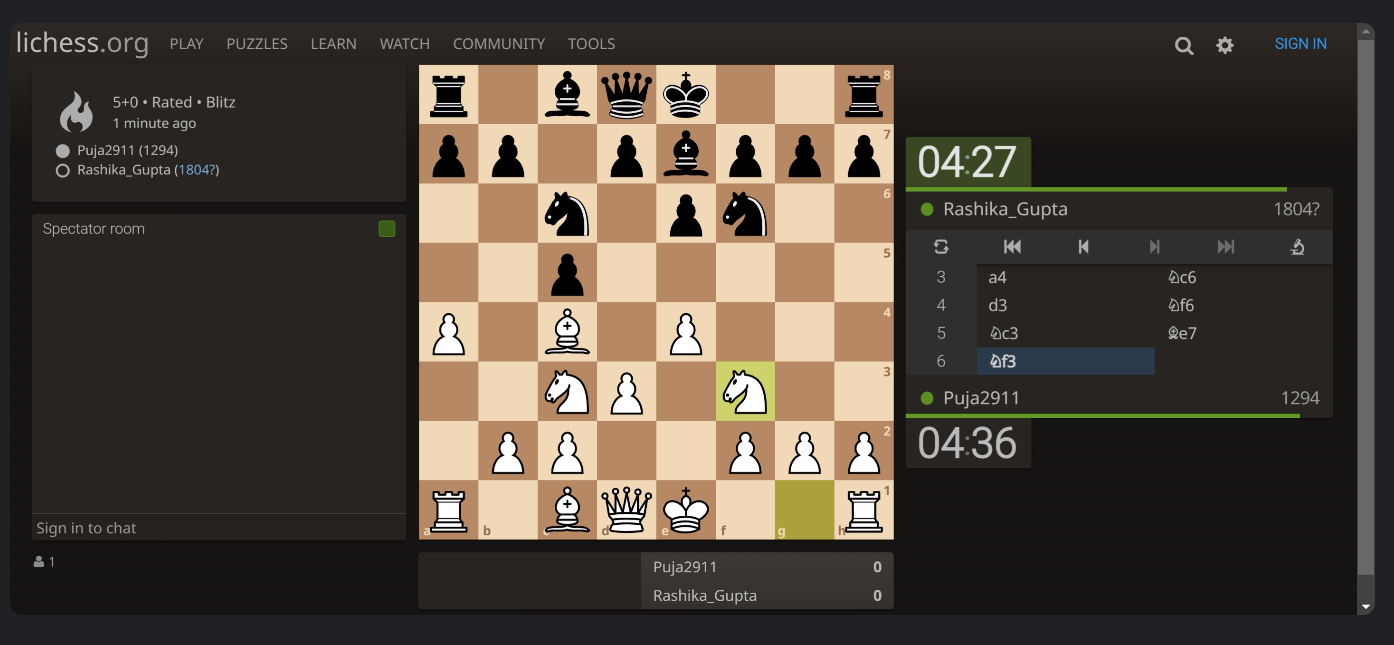 lichess.org PLAY PUZZLES LEARN WATCH COMMUNITY TOOLS SIGN IN
5+0 • Rated • Blitz
1 minute ago
Puja2911 (1294)
Rashika_Gupta (1804?)
Spectator room
Sign in to chat
1
8
7
6
5
4
3
2
1
a b c d e f g h
Puja2911 0
Rashika_Gupta 0
04:27
Rashika_Gupta 1804?
3 a4 ♘c6
4 d3 ♘f6
5 ♘c3 ♗e7
6 ♘f3
Puja2911 1294
04:36